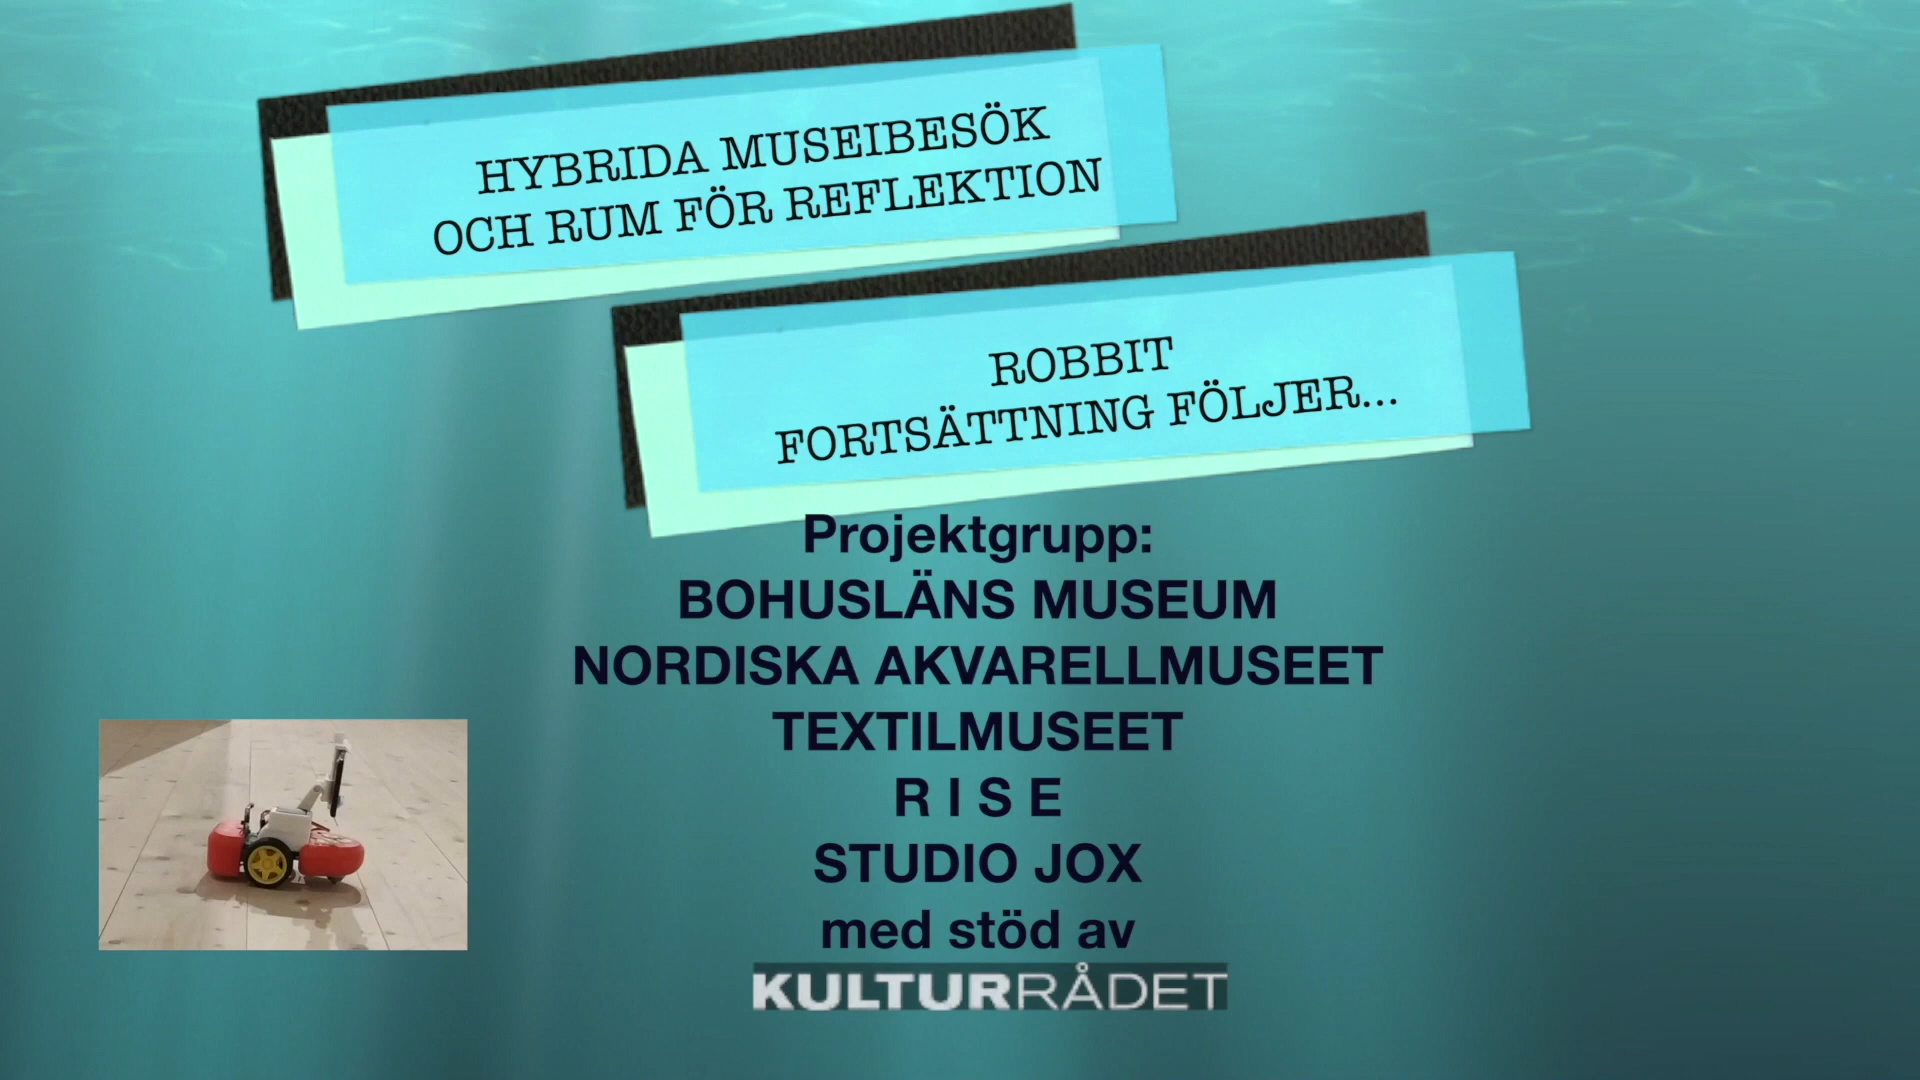 HYBRIDA MUSEIBESÖK
OCH RUM FÖR REFLEKTION
ROBBIT
FORTSÄTTNING FÖLJER...
Projektgrupp:
BOHUSLÄNS MUSEUM
NORDISKA AKVARELLMUSEET
TEXTILMUSEET
R I S E
STUDIO JOX
med stöd av
KULTURRÅDET